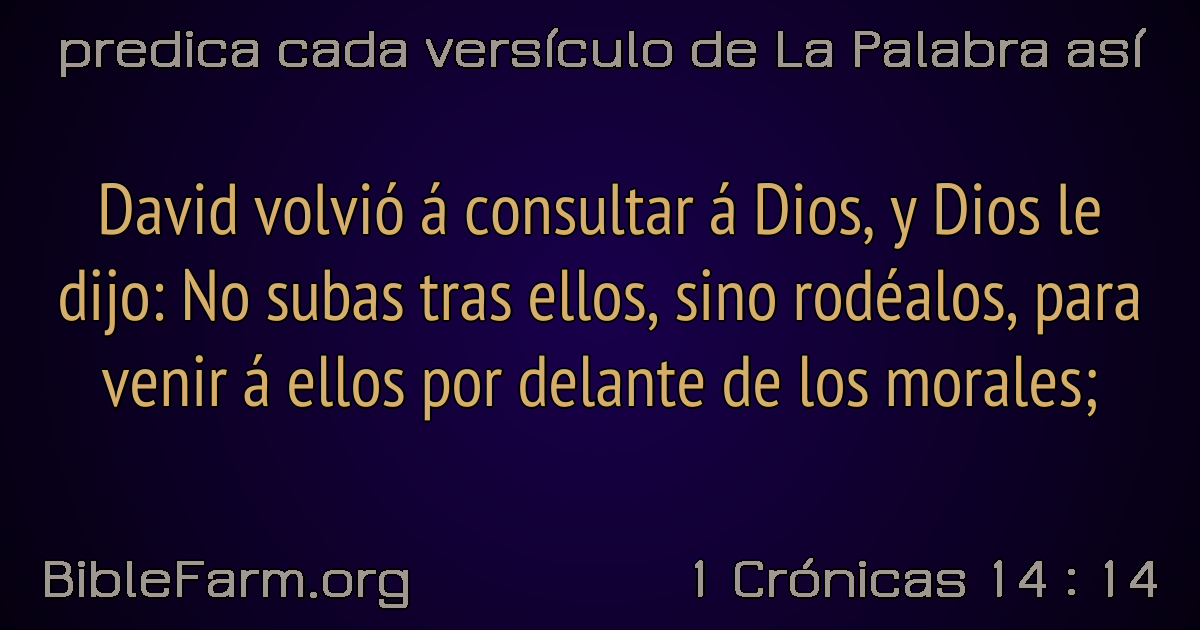 predica cada versículo de La Palabra así
David volvió á consultar á Dios, y Dios le
dijo: No subas tras ellos, sino rodéalos, para
venir á ellos por delante de los morales;
BibleFarm.org
1 Crónicas 14 : 14